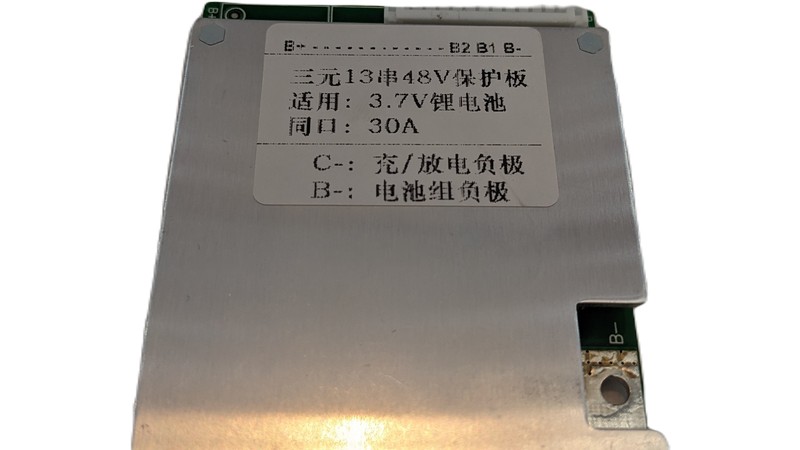 B+ - - - - - - - - - - - - - - B2 B1 B-
三元13串48V保护板
适用: 3.7V锂电池
同口: 30A
C-: 充/放电负极
B-: 电池组负极
B-